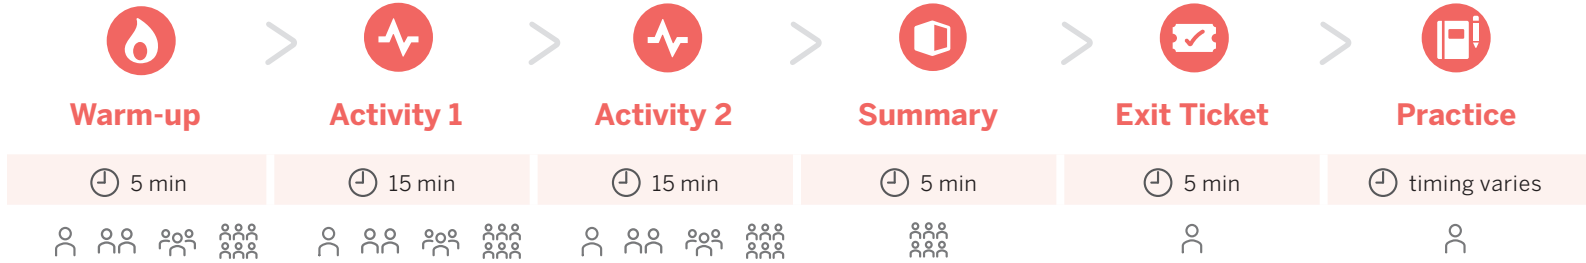 Warm-up
Activity 1
Activity 2
Summary
Exit Ticket
Practice
5 min
15 min
15 min
5 min
5 min
timing varies